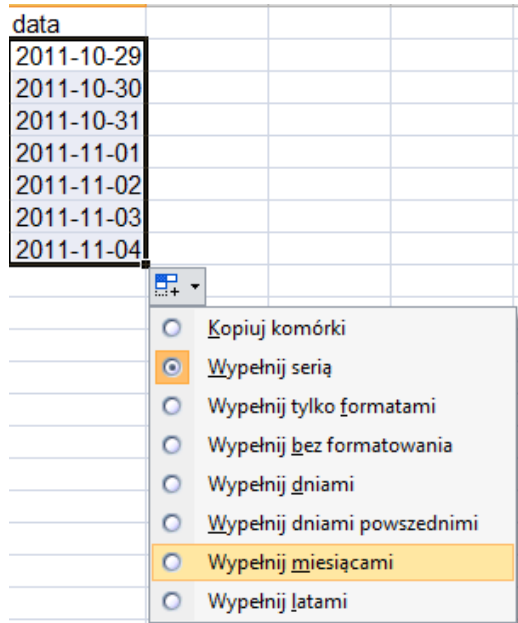 data
2011-10-29
2011-10-30
2011-10-31
2011-11-01
2011-11-02
2011-11-03
2011-11-04
Kopiuj komórki
Wypełnij serią
Wypełnij tylko formatami
Wypełnij bez formatowania
Wypełnij dniami
Wypełnij dniami powszednimi
Wypełnij miesiącami
Wypełnij latami